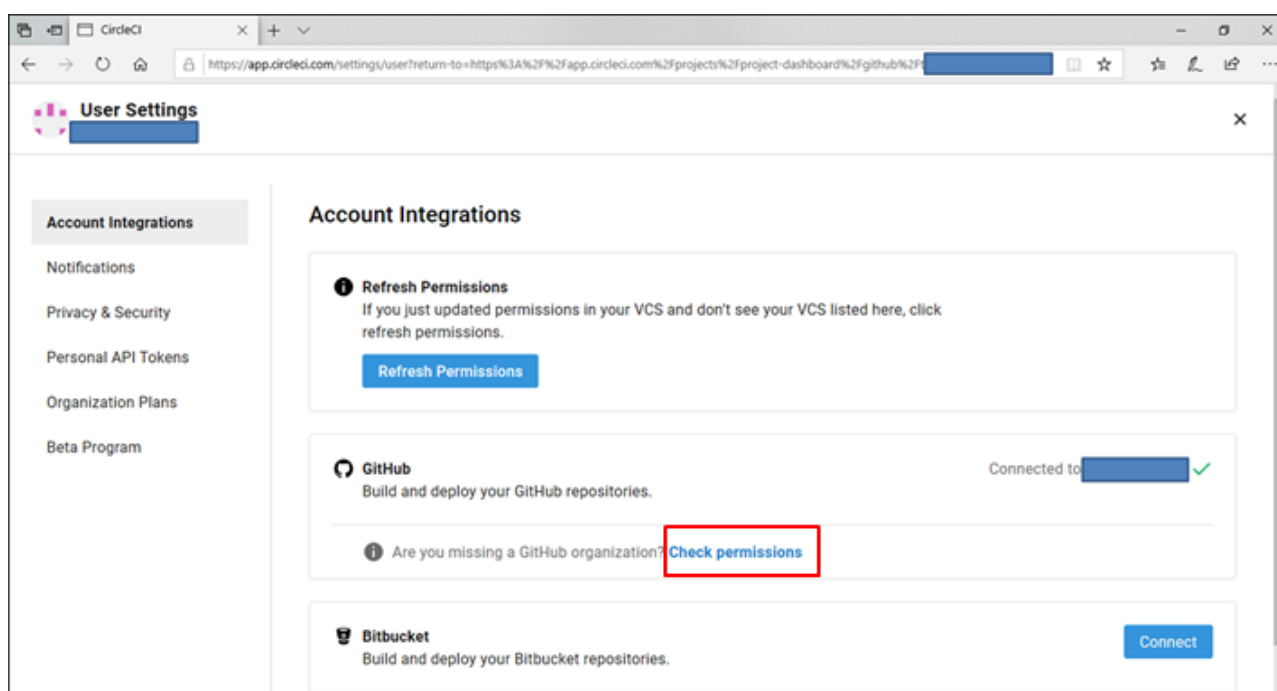 CircleCI
https://app.circleci.com/settings/user?return-to=https%3A%2F%2Fapp.circleci.com%2Fprojects%2Fproject-dashboard%2Fgithub%2Ft
User Settings
Account Integrations
Notifications
Privacy & Security
Personal API Tokens
Organization Plans
Beta Program
Account Integrations
Refresh Permissions
If you just updated permissions in your VCS and don't see your VCS listed here, click
refresh permissions.
Refresh Permissions
GitHub
Connected to
Build and deploy your GitHub repositories.
Are you missing a GitHub organization? Check permissions
Bitbucket
Build and deploy your Bitbucket repositories.
Connect